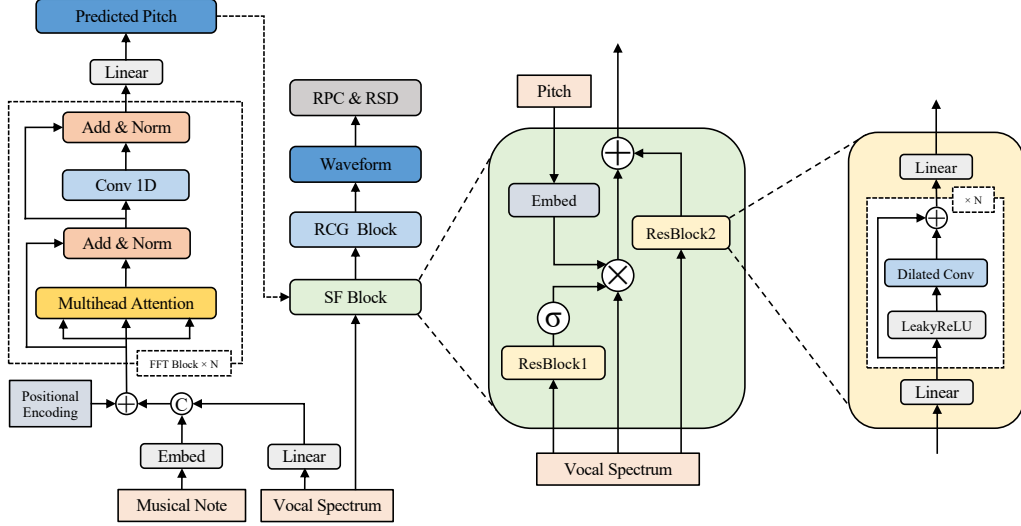 Predicted Pitch
Linear
Add & Norm
Conv 1D
Add & Norm
Multihead Attention
FFT Block × N
Positional
Encoding
C
Embed
Linear
Musical Note
Vocal Spectrum
RPC & RSD
Waveform
RCG Block
SF Block
Pitch
Embed
ResBlock2
σ
ResBlock1
Vocal Spectrum
Linear
× N
Dilated Conv
LeakyReLU
Linear